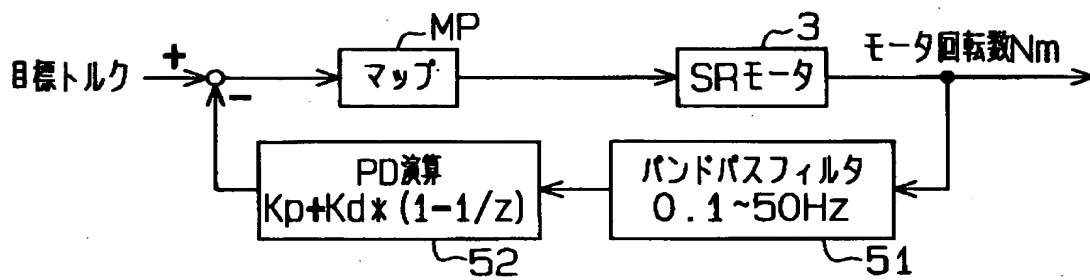 MP
3
目標トルク
+
-
マップ
SRモータ
モータ回転数Nm
PD演算
Kp+Kd*(1-1/z)
52
バンドパスフィルタ
0.1~50Hz
51